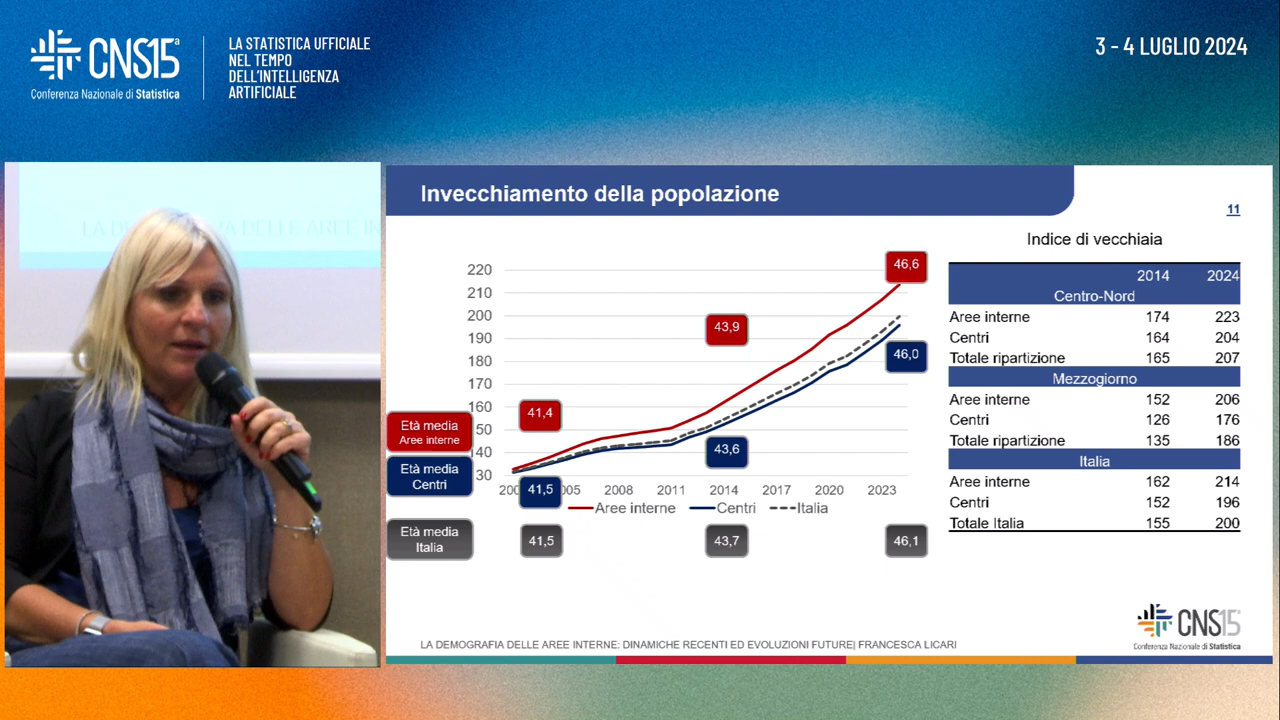 CNS15ª
Conferenza Nazionale di Statistica
LA STATISTICA UFFICIALE
NEL TEMPO
DELL'INTELLIGENZA
ARTIFICIALE
3 - 4 LUGLIO 2024
Invecchiamento della popolazione
11
220
210
200
190
180
170
160
50
40
30
46,6
43,9
41,4
46,0
43,6
41,5
Età media
Aree interne
Età media
Centri
200
005
2008
2011
2014
2017
2020
2023
Aree interne
Centri
Italia
Età media
Italia
41,5
43,7
46,1
Indice di vecchiaia
2014 2024
Centro-Nord
Aree interne 174 223
Centri 164 204
Totale ripartizione 165 207
Mezzogiorno
Aree interne 152 206
Centri 126 176
Totale ripartizione 135 186
Italia
Aree interne 162 214
Centri 152 196
Totale Italia 155 200
LA DEMOGRAFIA DELLE AREE INTERNE: DINAMICHE RECENTI ED EVOLUZIONI FUTURE| FRANCESCA LICARI
CNS15ª
Conferenza Nazionale di Statistica